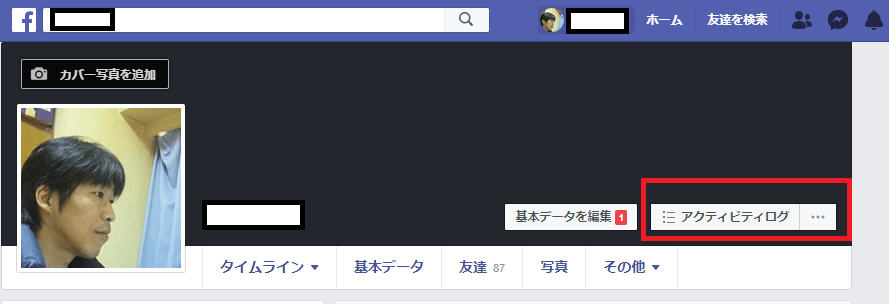 f
ホーム 友達を検索
カバー写真を追加
基本データを編集 1 アクティビティログ ...
タイムライン 基本データ 友達 87 写真 その他